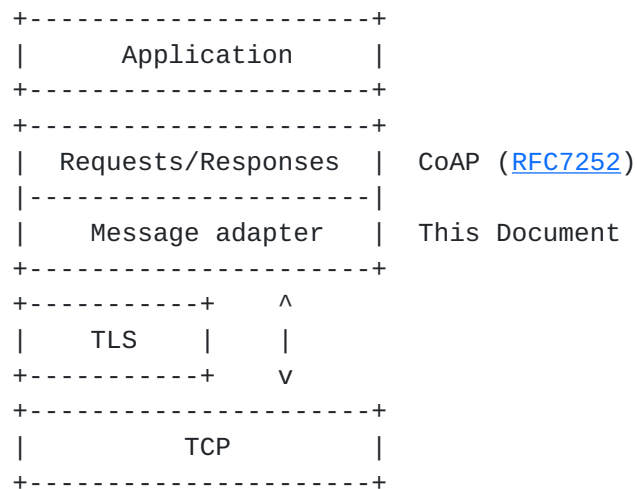 +----------------------+
|      Application     |
+----------------------+
+----------------------+
|  Requests/Responses  |  CoAP (RFC7252)
|----------------------|
|    Message adapter   |  This Document
+----------------------+
+-----------+    ^
|    TLS    |    |
+-----------+    v
+----------------------+
|          TCP         |
+----------------------+